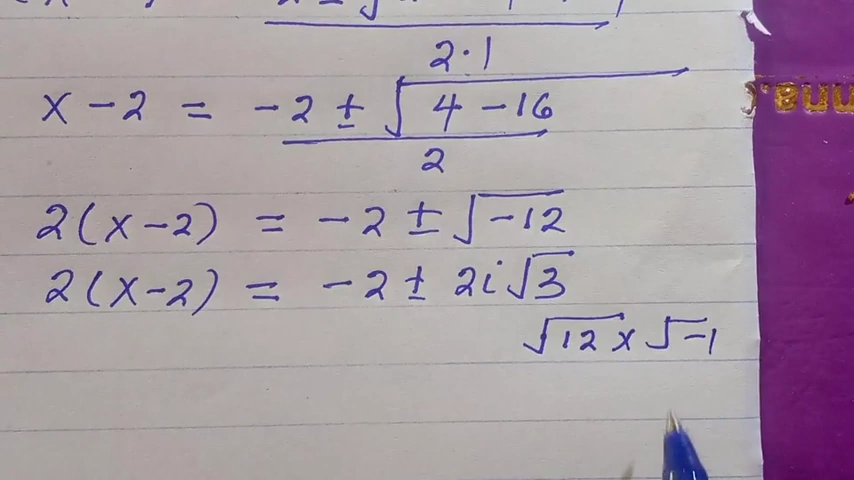 2·1
x - 2 = -2 ± √4 - 16
2
2(x-2) = -2 ± √-12
2(x-2) = -2 ± 2i√3
√12 x √-1